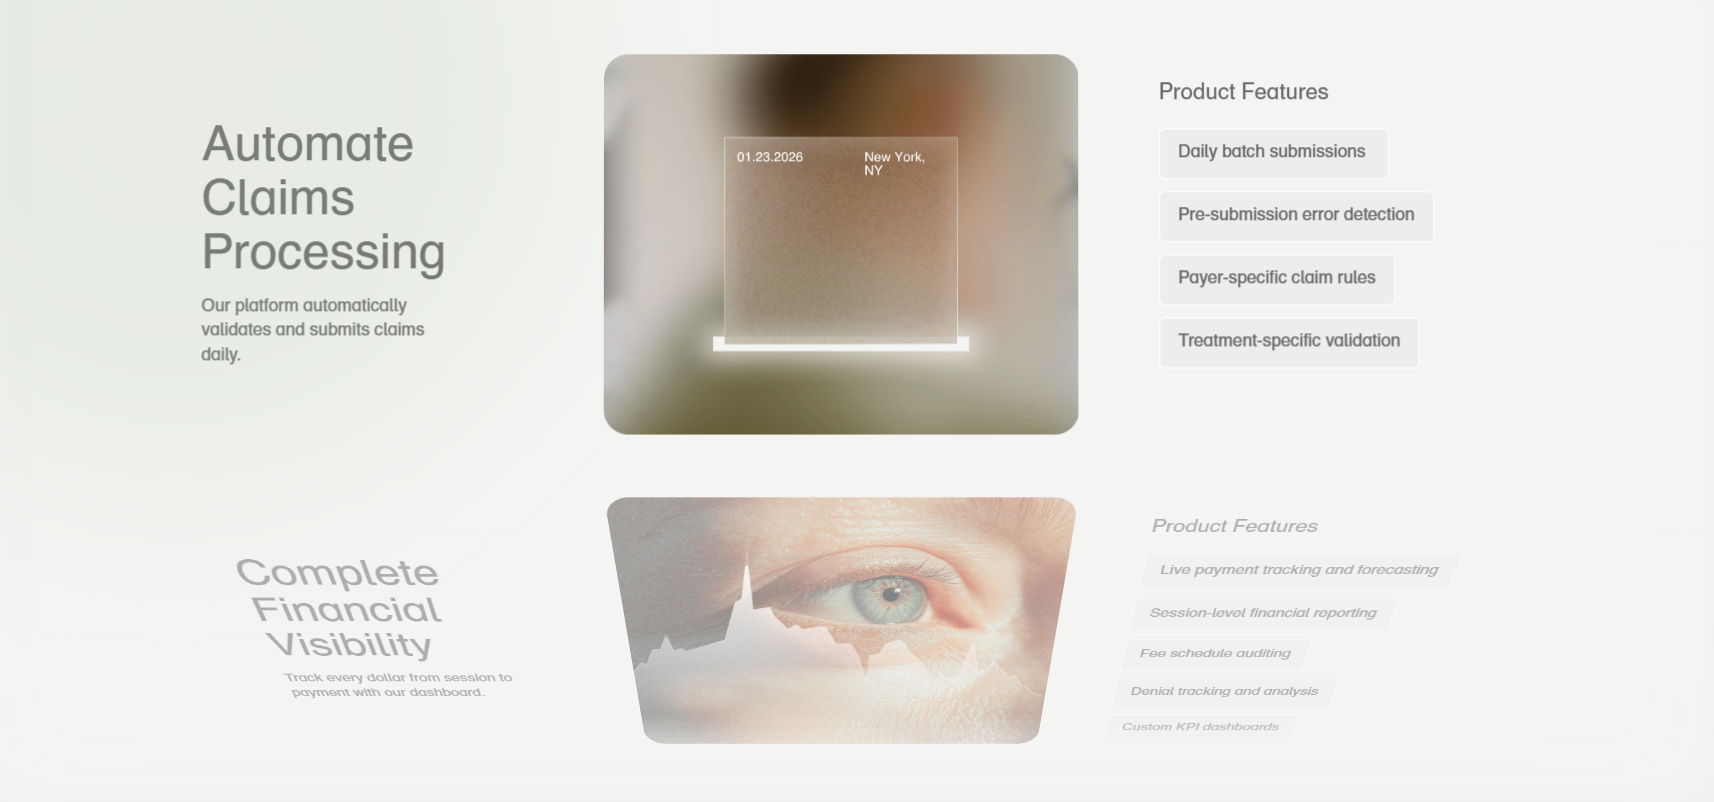 Automate
Claims
Processing
Our platform automatically
validates and submits claims
daily.
01.23.2026
New York,
NY
Product Features
Daily batch submissions
Pre-submission error detection
Payer-specific claim rules
Treatment-specific validation
Complete
Financial
Visibility
Track every dollar from session to
payment with our dashboard.
Product Features
Live payment tracking and forecasting
Session-level financial reporting
Fee schedule auditing
Denial tracking and analysis
Custom KPI dashboards